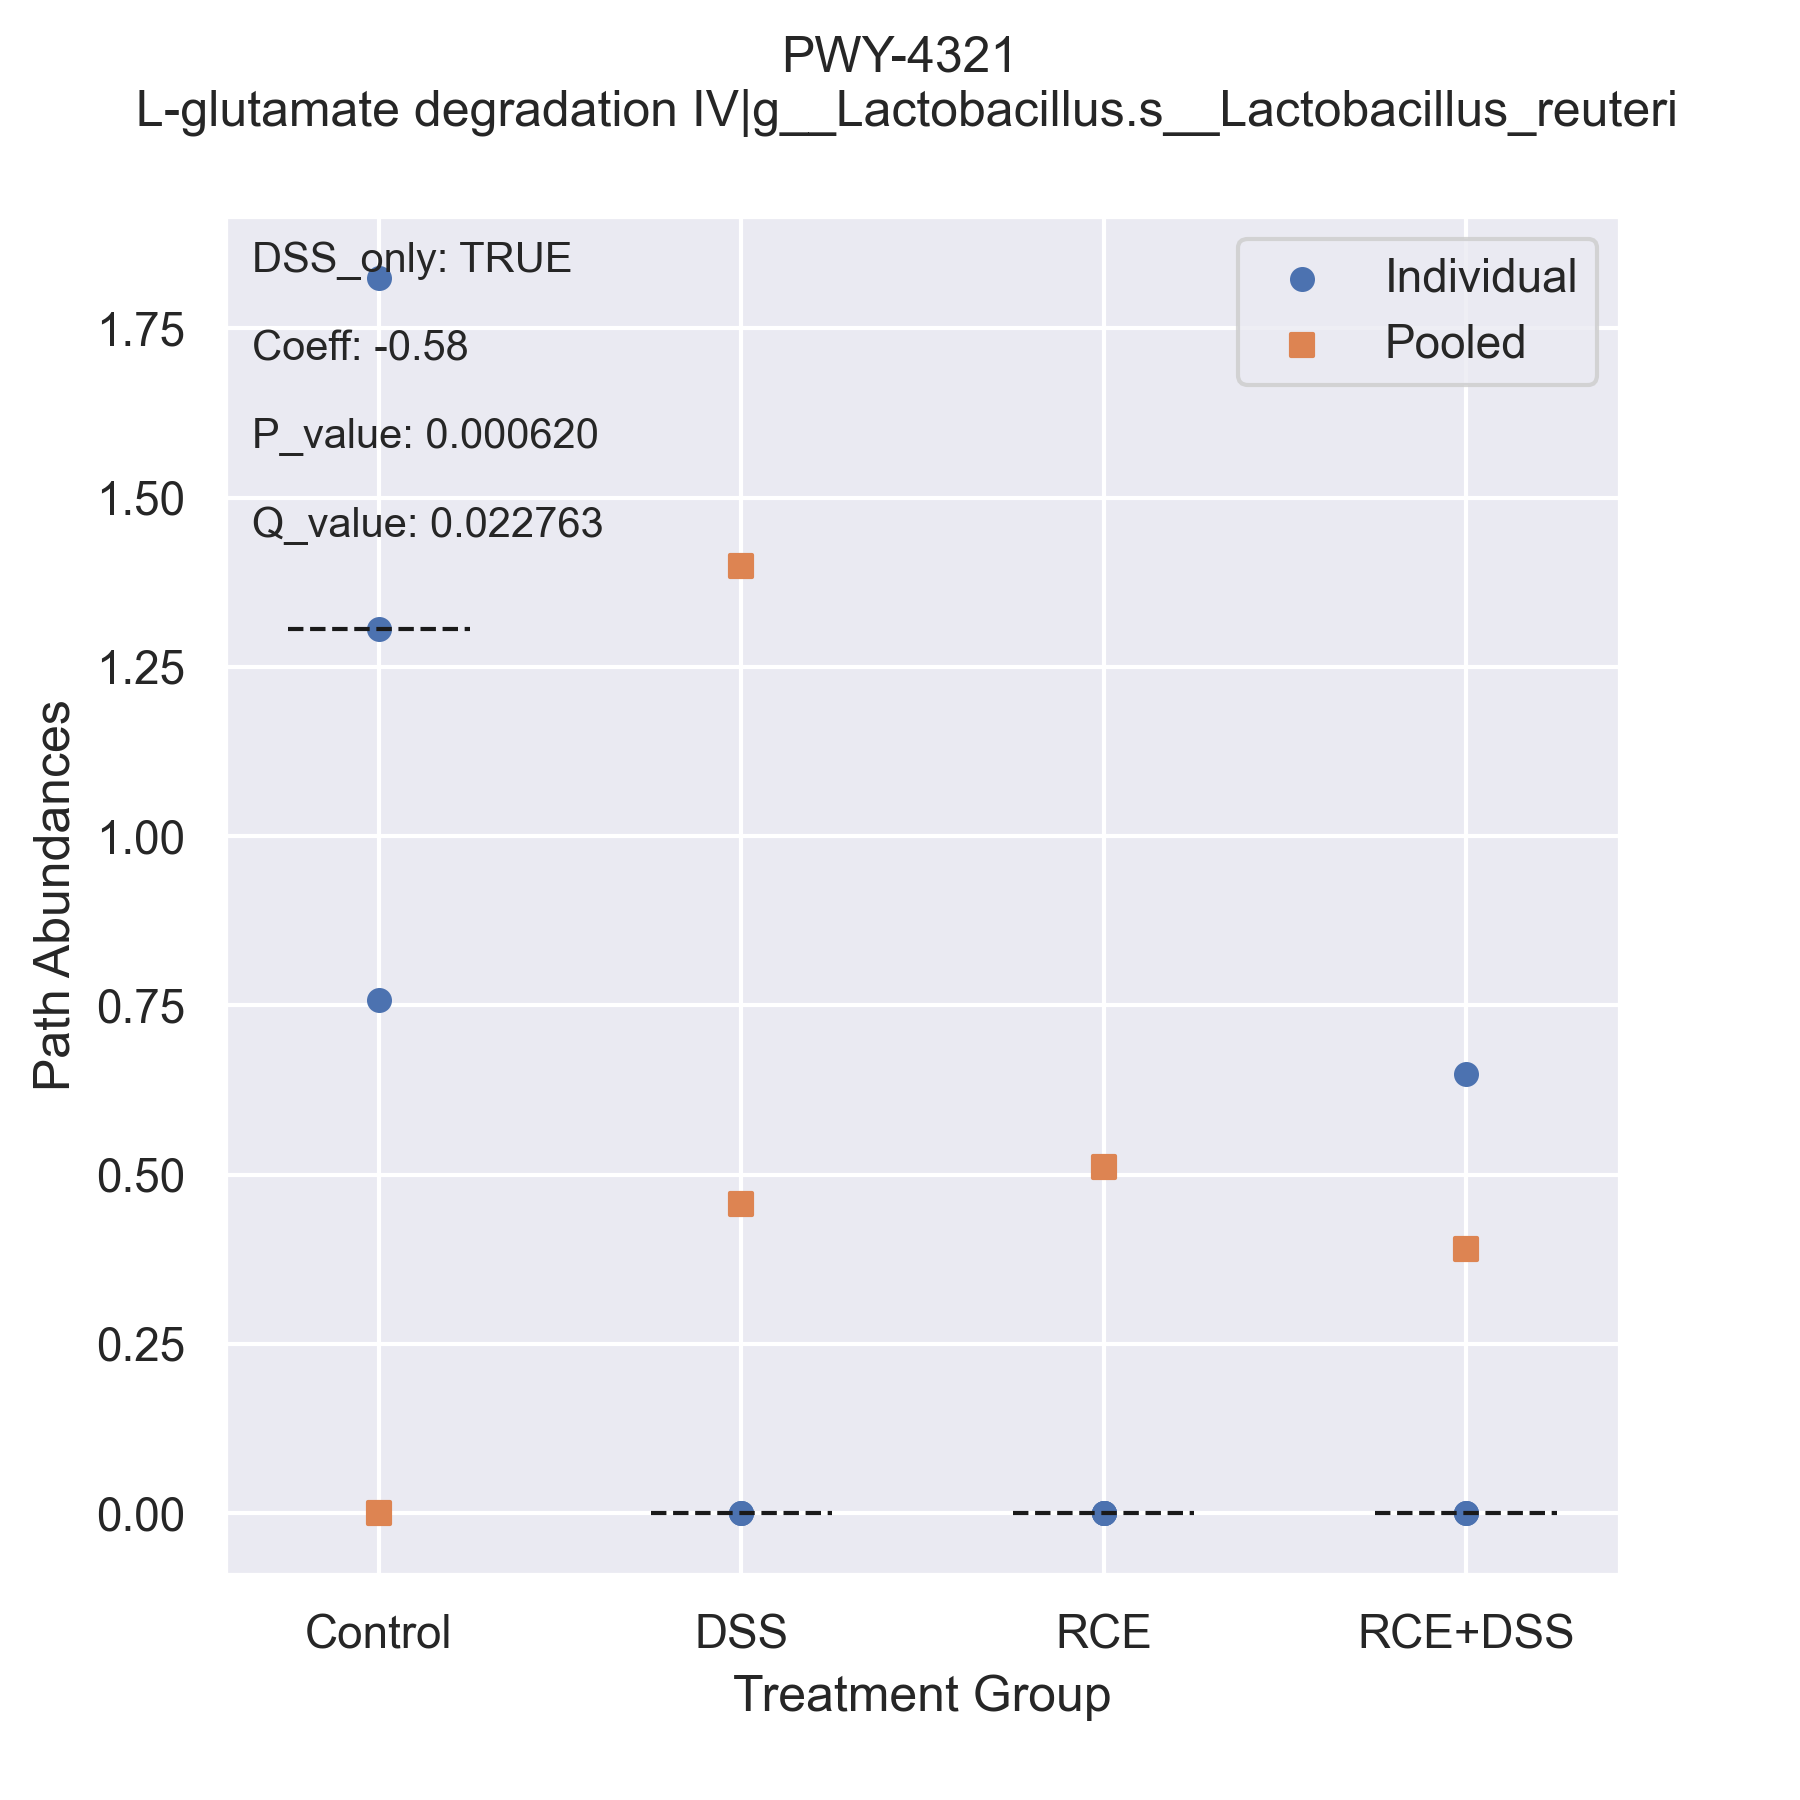 PWY-4321
L-glutamate degradation IV|g__Lactobacillus.s__Lactobacillus_reuteri
DSS_only: TRUE
Coeff: -0.58
P_value: 0.000620
Q_value: 0.022763
Individual
Pooled
Path Abundances
1.75
1.50
1.25
1.00
0.75
0.50
0.25
0.00
Control
DSS
RCE
RCE+DSS
Treatment Group